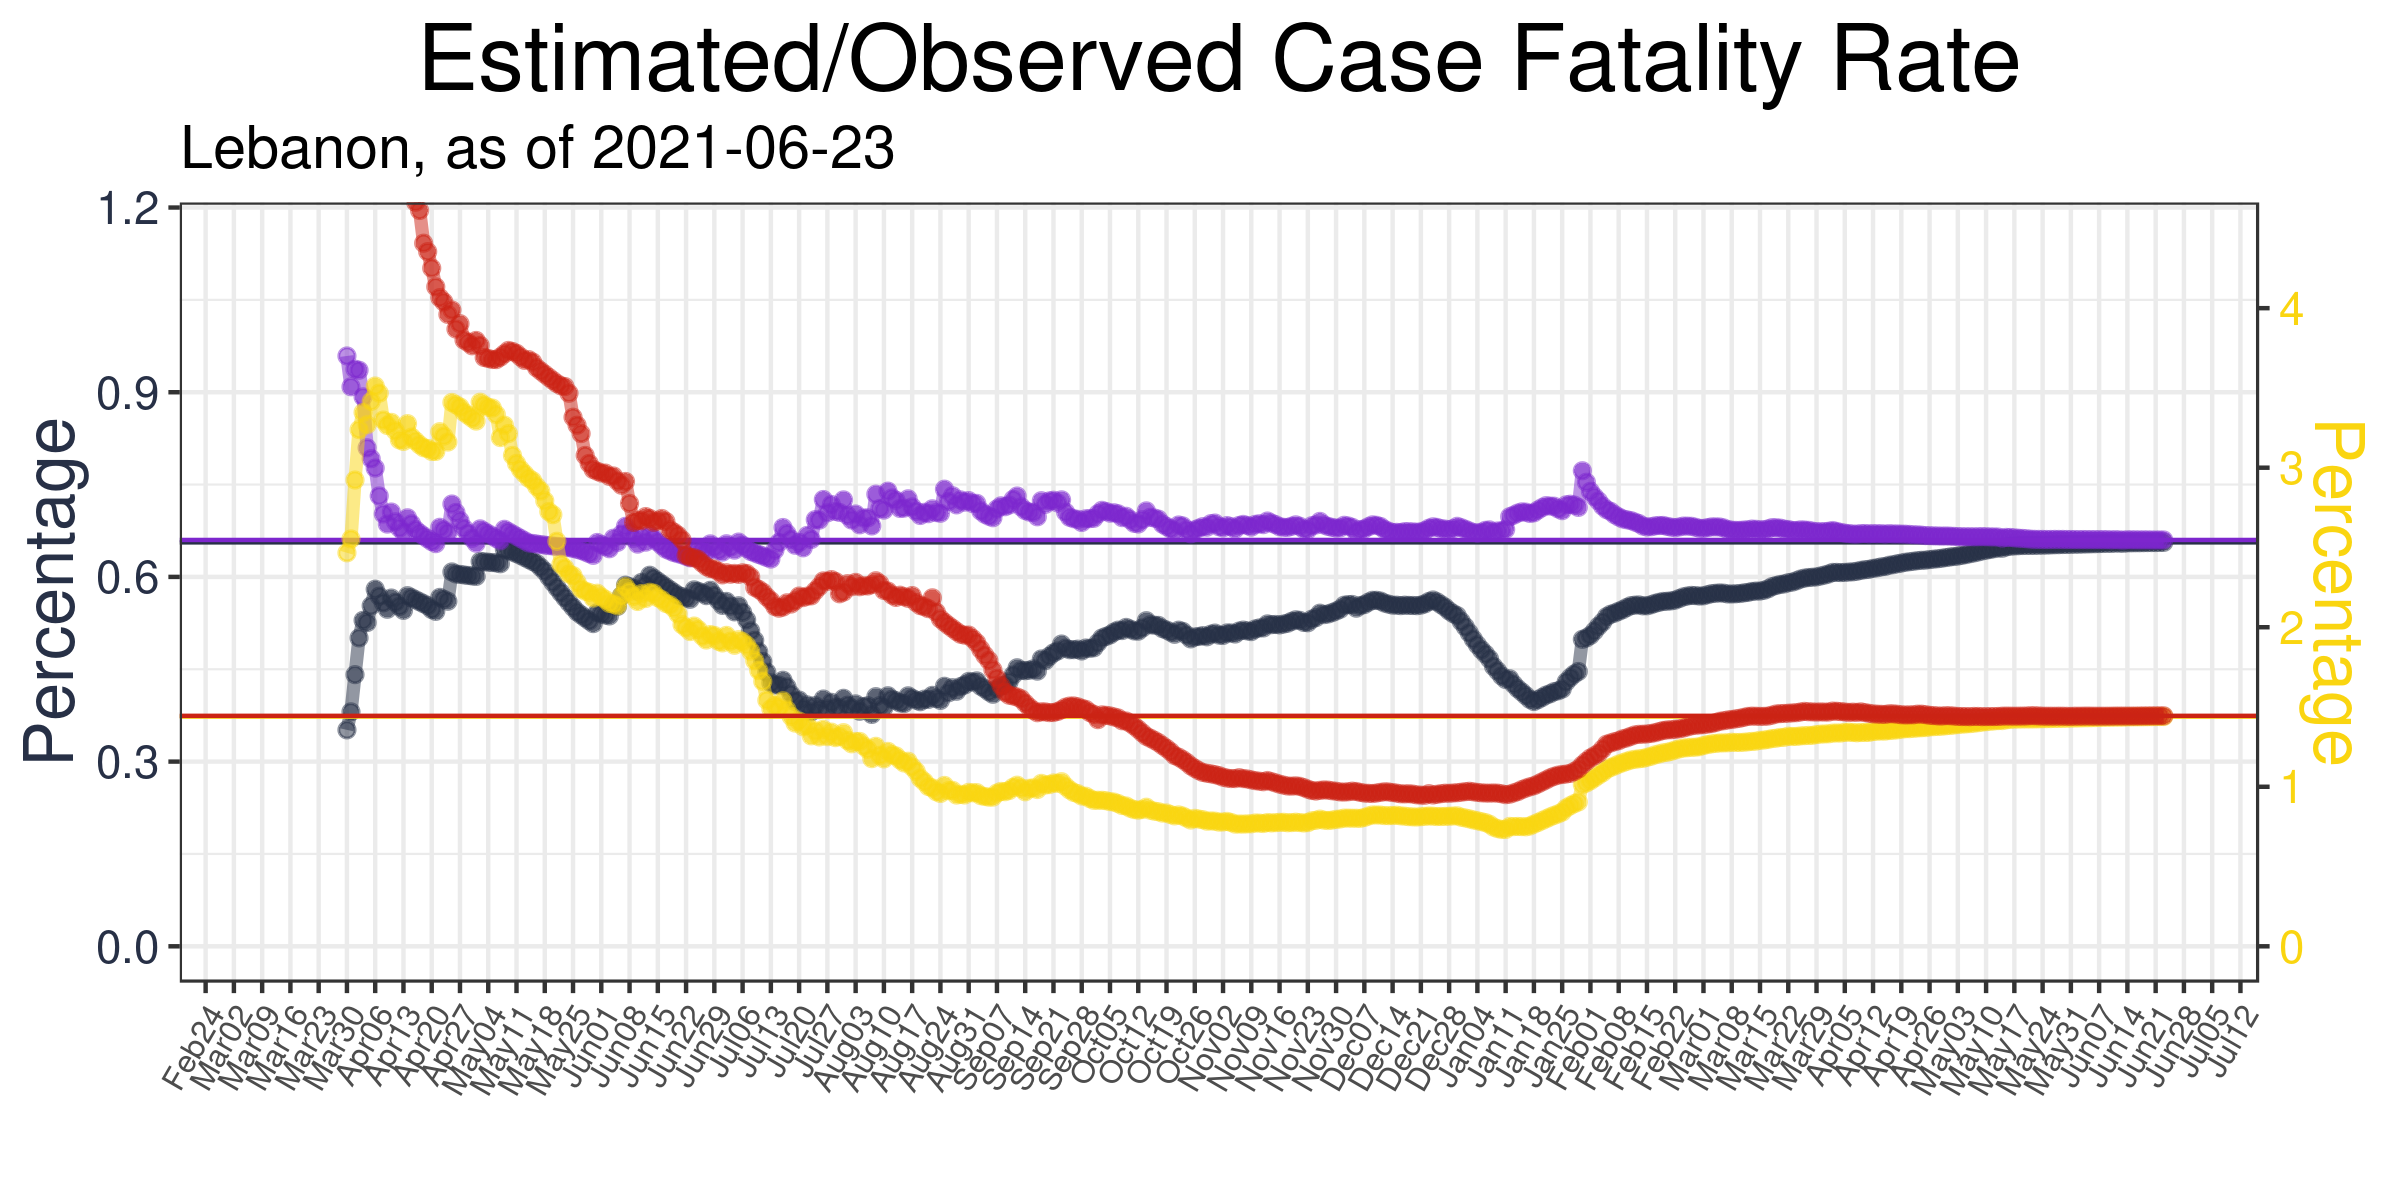 Estimated/Observed Case Fatality Rate
Lebanon, as of 2021-06-23
Percentage
1.2
0.9
0.6
0.3
0.0
4
3
2
1
0
Percentage
Feb24 Mar02 Mar09 Mar16 Mar23 Mar30 Apr06 Apr13 Apr20 Apr27 May04 May11 May18 May25 Jun01 Jun08 Jun15 Jun22 Jun29 Jul06 Jul13 Jul20 Jul27 Aug03 Aug10 Aug17 Aug24 Aug31 Sep07 Sep14 Sep21 Sep28 Oct05 Oct12 Oct19 Oct26 Nov02 Nov09 Nov16 Nov23 Nov30 Dec07 Dec14 Dec21 Dec28 Jan04 Jan11 Jan18 Jan25 Feb01 Feb08 Feb15 Feb22 Mar01 Mar08 Mar15 Mar22 Mar29 Apr05 Apr12 Apr19 Apr26 May03 May10 May17 May24 May31 Jun07 Jun14 Jun21 Jun28 Jul05 Jul12